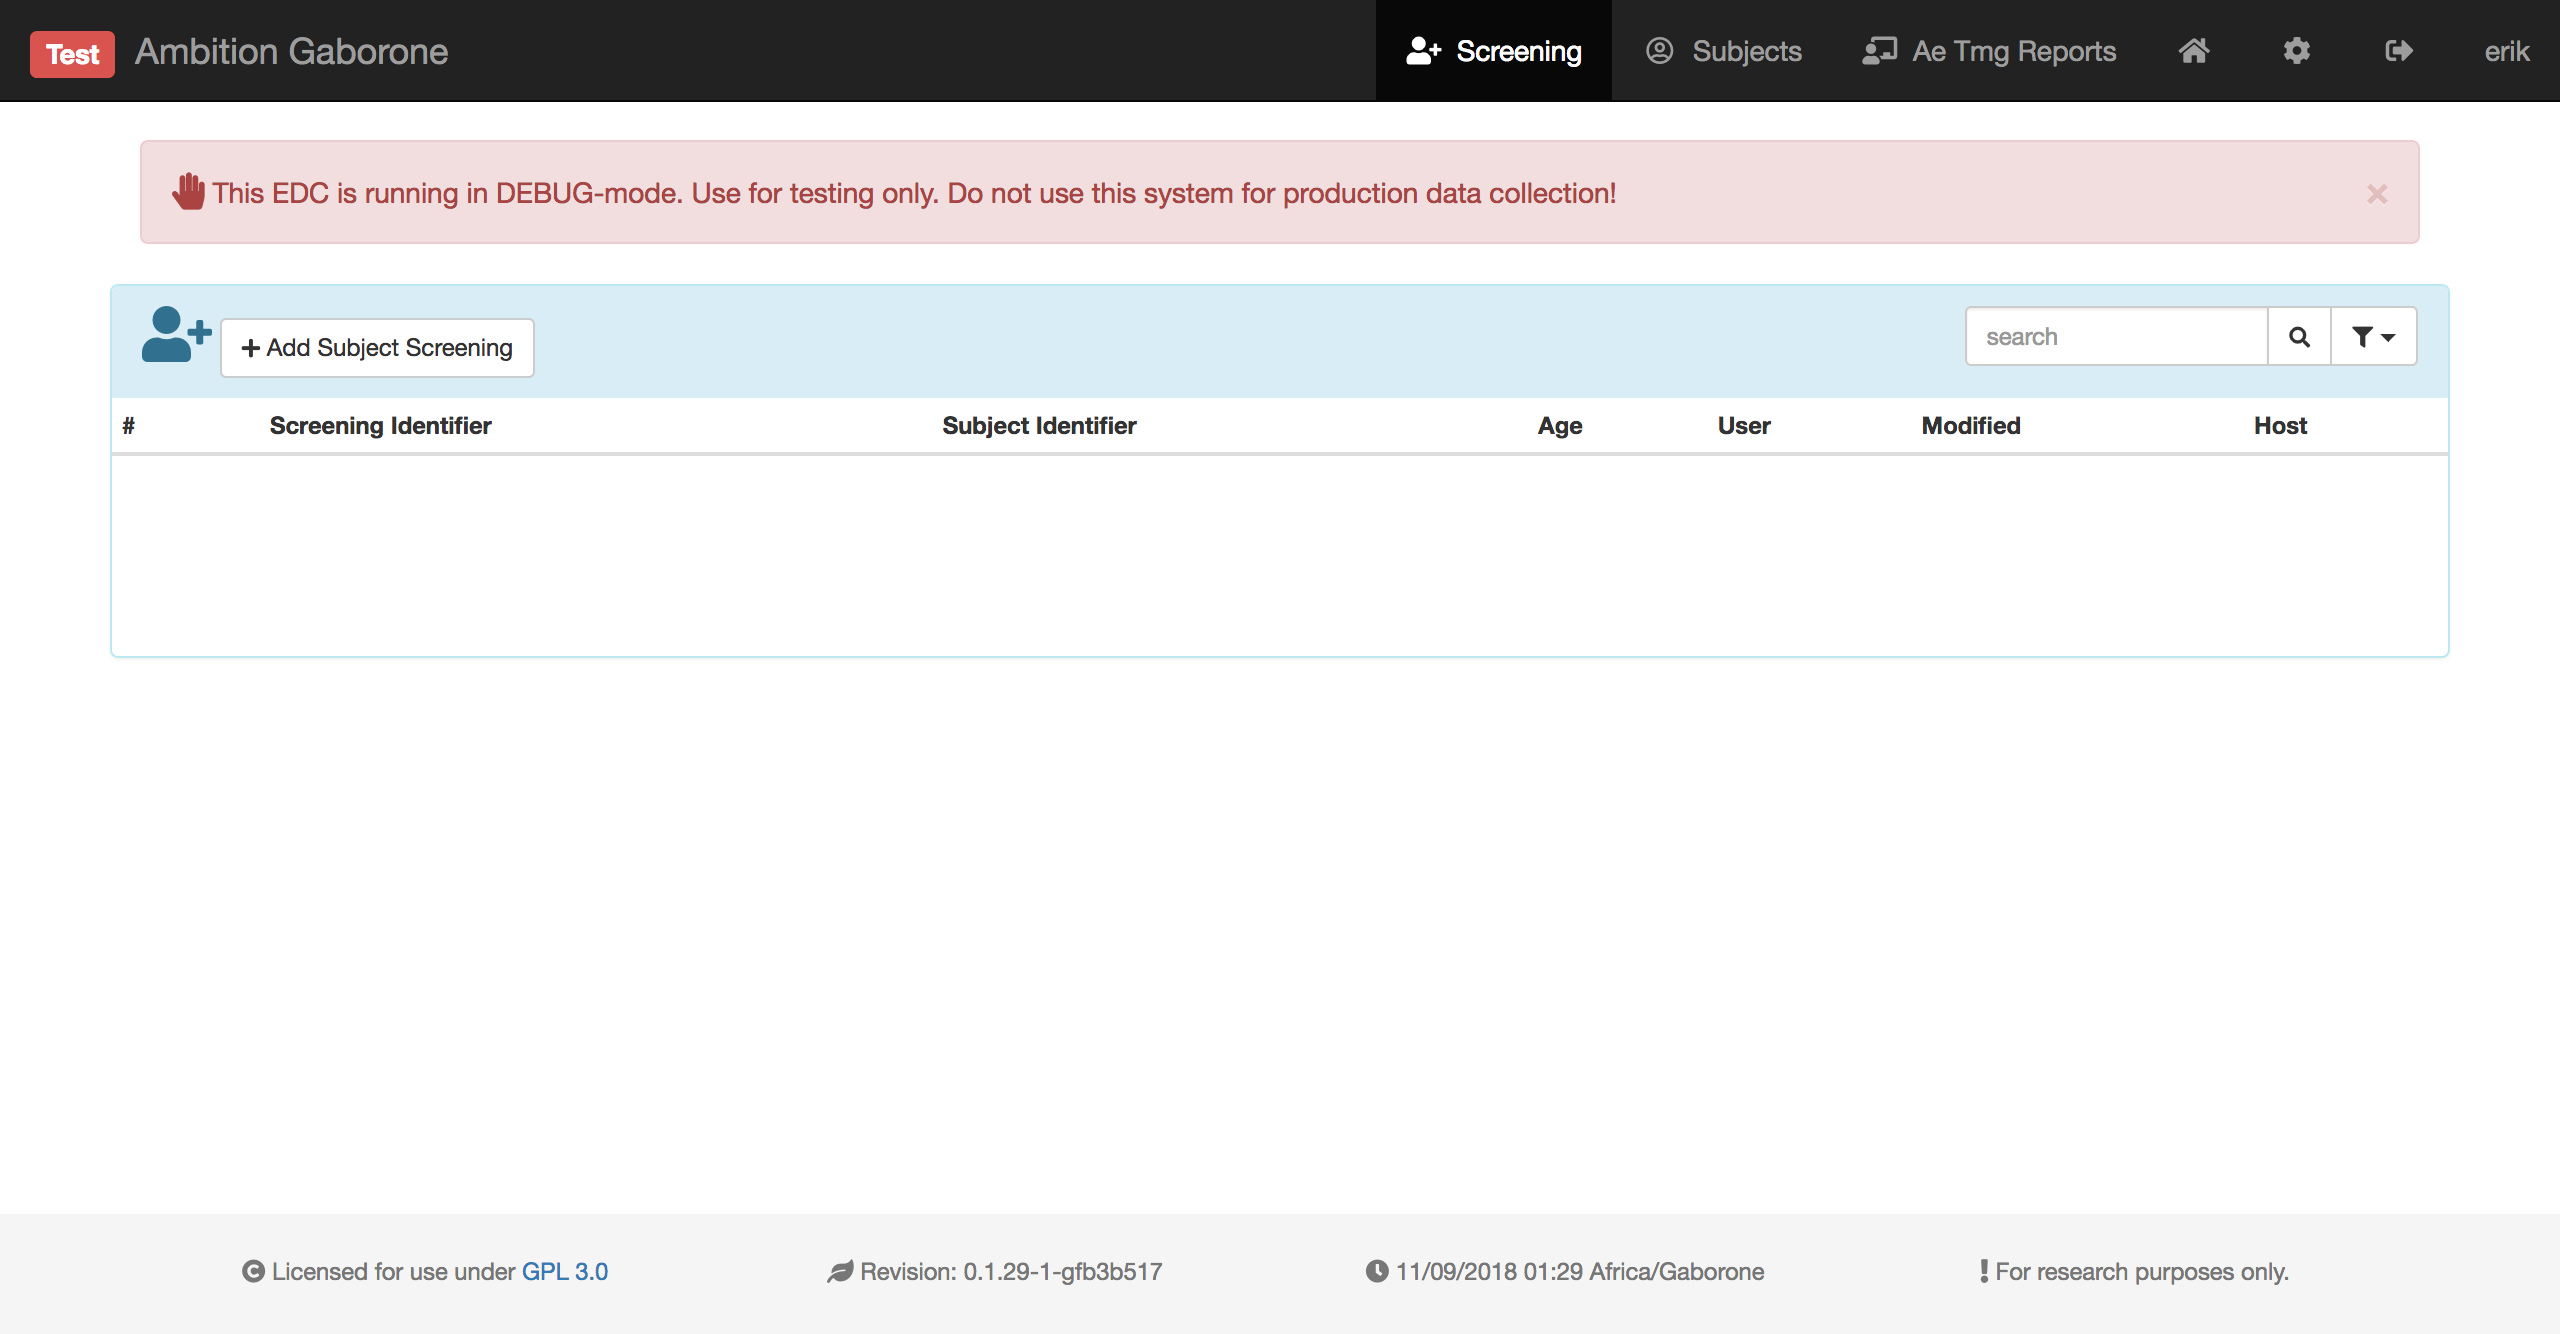 Test Ambition Gaborone Screening Subjects Ae Tmg Reports erik
This EDC is running in DEBUG-mode. Use for testing only. Do not use this system for production data collection! ×
+ Add Subject Screening search
# Screening Identifier Subject Identifier Age User Modified Host
Licensed for use under GPL 3.0 Revision: 0.1.29-1-gfb3b517 11/09/2018 01:29 Africa/Gaborone For research purposes only.